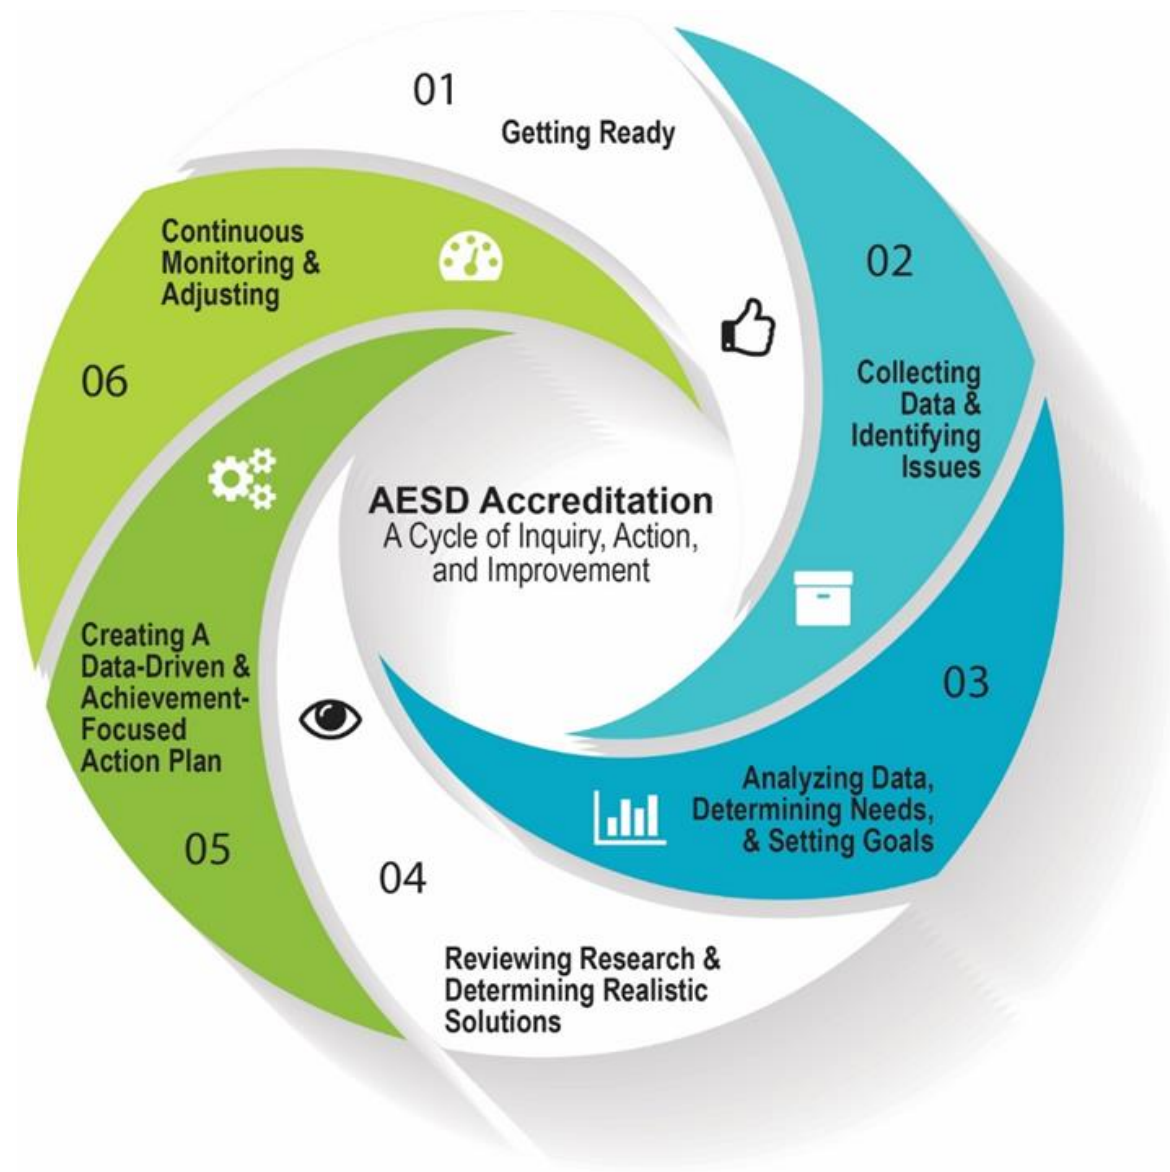 01
Getting Ready
02
Collecting
Data &
Identifying
Issues
03
Analyzing Data,
Determining Needs,
& Setting Goals
04
Reviewing Research &
Determining Realistic
Solutions
05
Creating A
Data-Driven &
Achievement-
Focused
Action Plan
06
Continuous
Monitoring &
Adjusting
AESD Accreditation
A Cycle of Inquiry, Action,
and Improvement